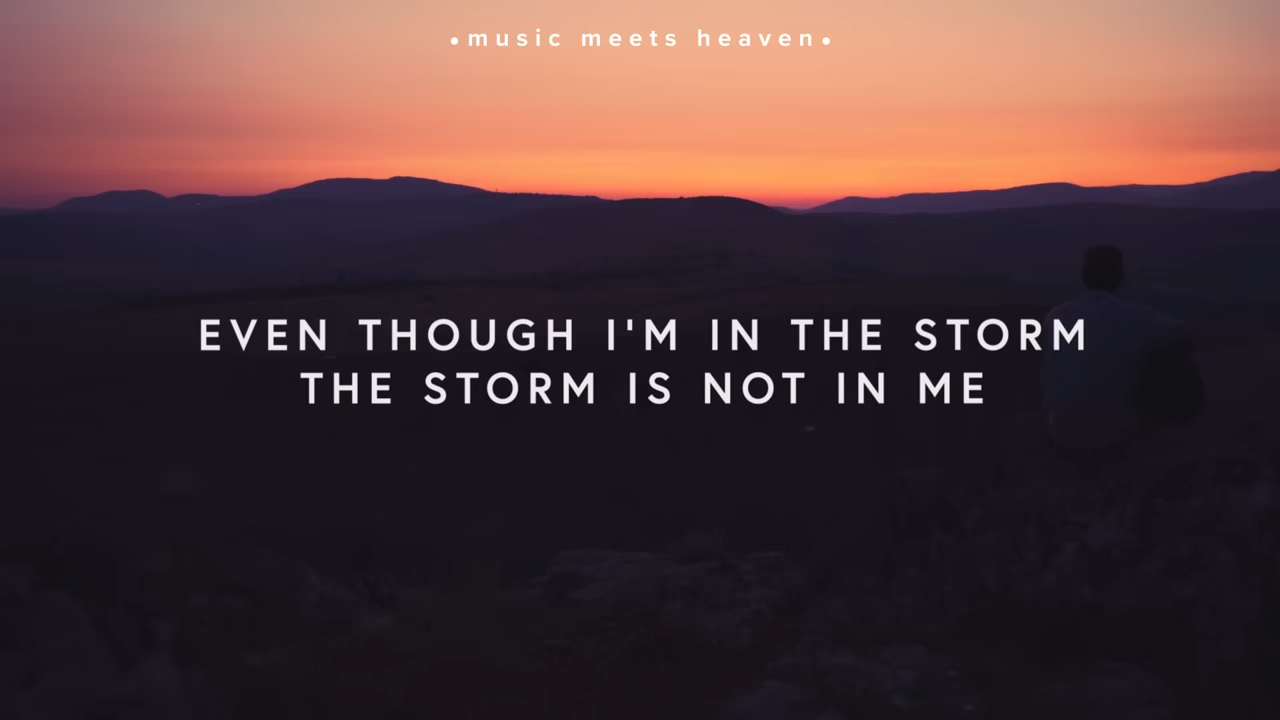 •music meets heaven•
EVEN THOUGH I'M IN THE STORM
THE STORM IS NOT IN ME